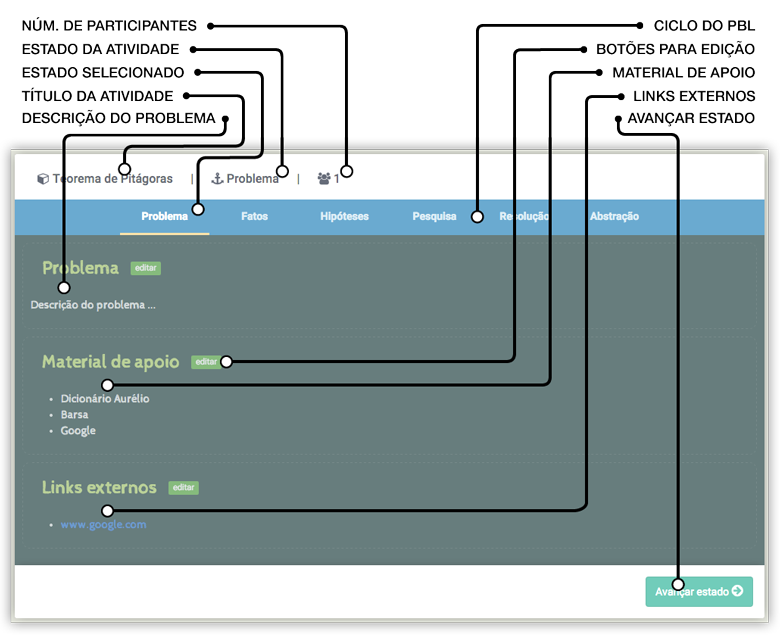 NÚM. DE PARTICIPANTES
ESTADO DA ATIVIDADE
ESTADO SELECIONADO
TÍTULO DA ATIVIDADE
DESCRIÇÃO DO PROBLEMA
CICLO DO PBL
BOTÕES PARA EDIÇÃO
MATERIAL DE APOIO
LINKS EXTERNOS
AVANÇAR ESTADO
Teorema de Pitágoras | Problema | 1
Problema Fatos Hipóteses Pesquisa Resolução Abstração
Problema editar
Descrição do problema ...
Material de apoio editar
• Dicionário Aurélio
• Barsa
• Google
Links externos editar
• www.google.com
Avançar estado